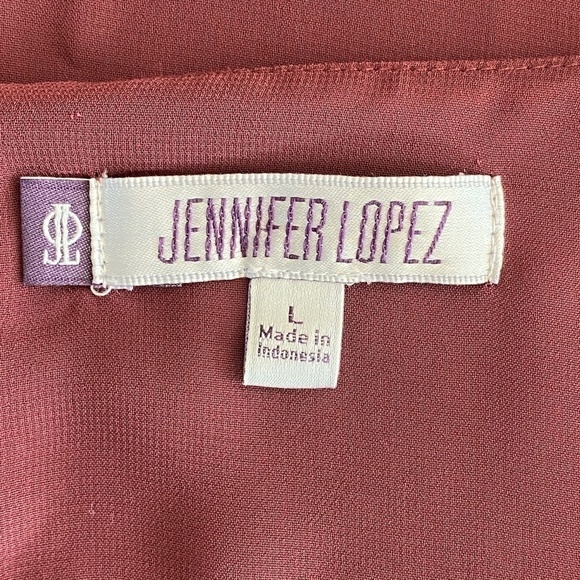 JL
JENNIFER LOPEZ
L
Made in
Indonesia